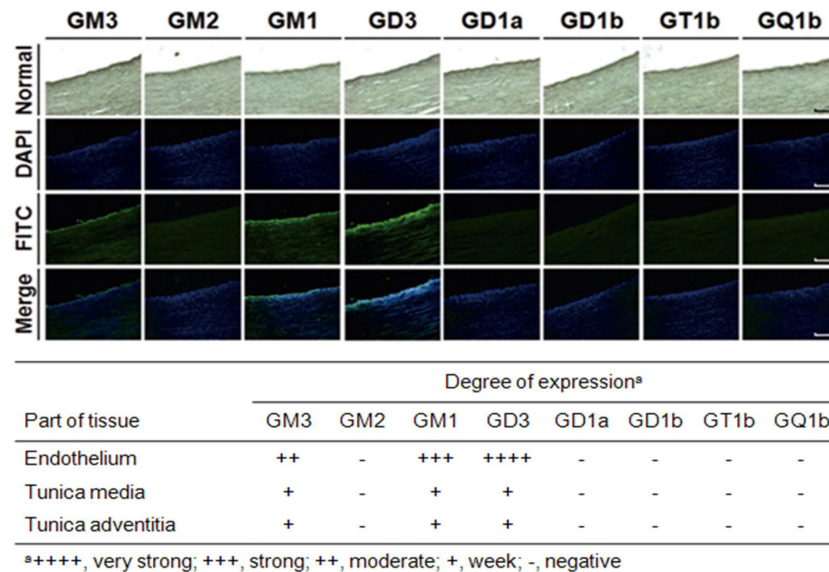 GM3 GM2 GM1 GD3 GD1a GD1b GT1b GQ1b
Normal
DAPI
FITC
Merge
Degree of expressionª
Part of tissue GM3 GM2 GM1 GD3 GD1a GD1b GT1b GQ1b
Endothelium ++ - +++ ++++ - - - -
Tunica media + - + + - - - -
Tunica adventitia + - + + - - - -
ª++++, very strong; +++, strong; ++, moderate; +, week; -, negative